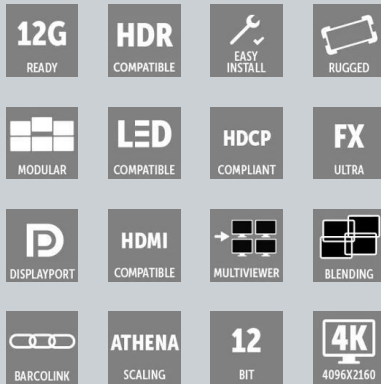 12G
READY
HDR
COMPATIBLE
EASY
INSTALL
RUGGED
MODULAR
LED
COMPATIBLE
HDCP
COMPLIANT
FX
ULTRA
DISPLAYPORT
HDMI
COMPATIBLE
MULTIVIEWER
BLENDING
BARCOLINK
ATHENA
SCALING
12
BIT
4K
4096X2160